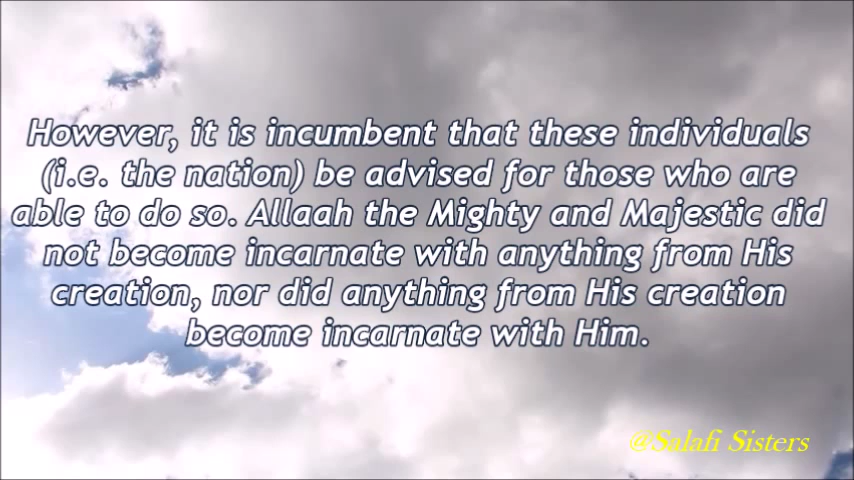 However, it is incumbent that these individuals
(i.e. the nation) be advised for those who are
able to do so. Allaah the Mighty and Majestic did
not become incarnate with anything from His
creation, nor did anything from His creation
become incarnate with Him.
@Salafi Sisters